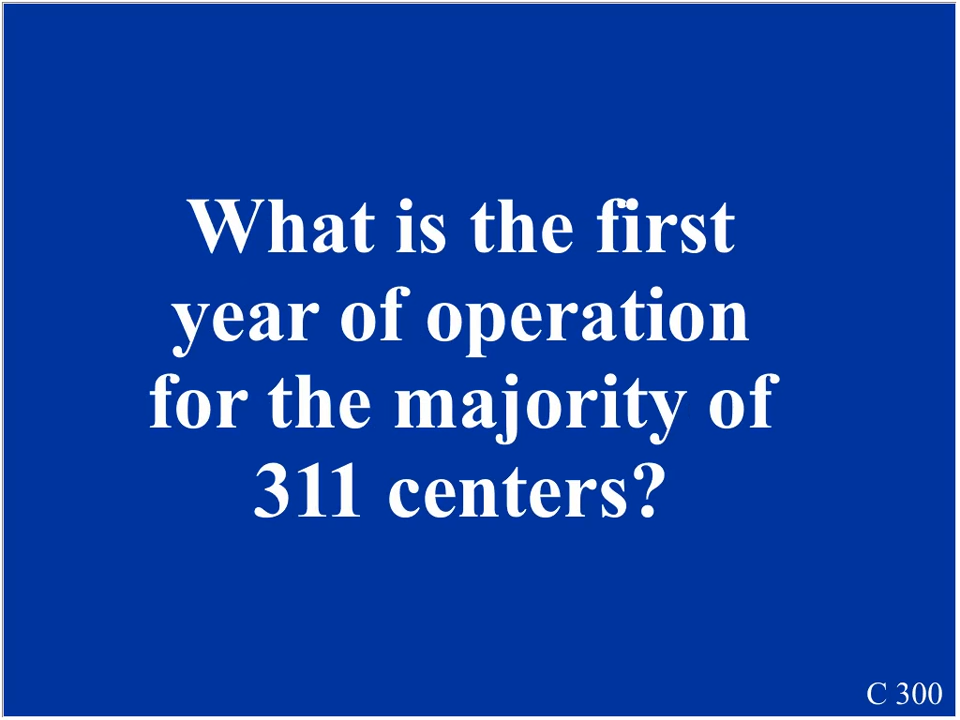 What is the first
year of operation
for the majority of
311 centers?
C 300